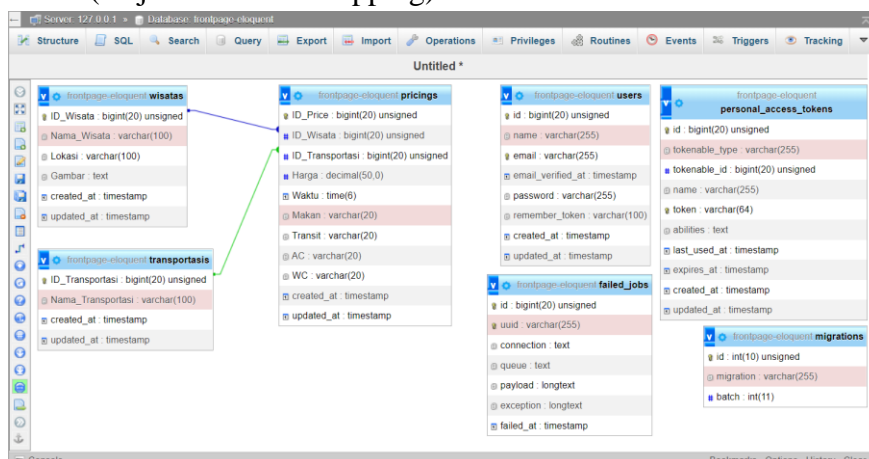 (Object Relational Mapping)
Server: 127.0.0.1 » Database: frontpage-eloquent
Structure SQL Search Query Export Import Operations Privileges Routines Events Triggers Tracking
Untitled *
frontpage-eloquent wisatas
ID_Wisata : bigint(20) unsigned
Nama_Wisata : varchar(100)
Lokasi : varchar(100)
Gambar : text
created_at : timestamp
updated_at : timestamp
frontpage-eloquent transportasis
ID_Transportasi : bigint(20) unsigned
Nama_Transportasi : varchar(100)
created_at : timestamp
updated_at : timestamp
frontpage-eloquent pricings
ID_Price : bigint(20) unsigned
ID_Wisata : bigint(20) unsigned
ID_Transportasi : bigint(20) unsigned
Harga : decimal(50,0)
Waktu : time(6)
Makan : varchar(20)
Transit : varchar(20)
AC : varchar(20)
WC : varchar(20)
created_at : timestamp
updated_at : timestamp
frontpage-eloquent users
id : bigint(20) unsigned
name : varchar(255)
email : varchar(255)
email_verified_at : timestamp
password : varchar(255)
remember_token : varchar(100)
created_at : timestamp
updated_at : timestamp
frontpage-eloquent failed_jobs
id : bigint(20) unsigned
uuid : varchar(255)
connection : text
queue : text
payload : longtext
exception : longtext
failed_at : timestamp
frontpage-eloquent
personal_access_tokens
id : bigint(20) unsigned
tokenable_type : varchar(255)
tokenable_id : bigint(20) unsigned
name : varchar(255)
token : varchar(64)
abilities : text
last_used_at : timestamp
expires_at : timestamp
created_at : timestamp
updated_at : timestamp
frontpage-eloquent migrations
id : int(10) unsigned
migration : varchar(255)
batch : int(11)
Console Bookmarks Options History Clear